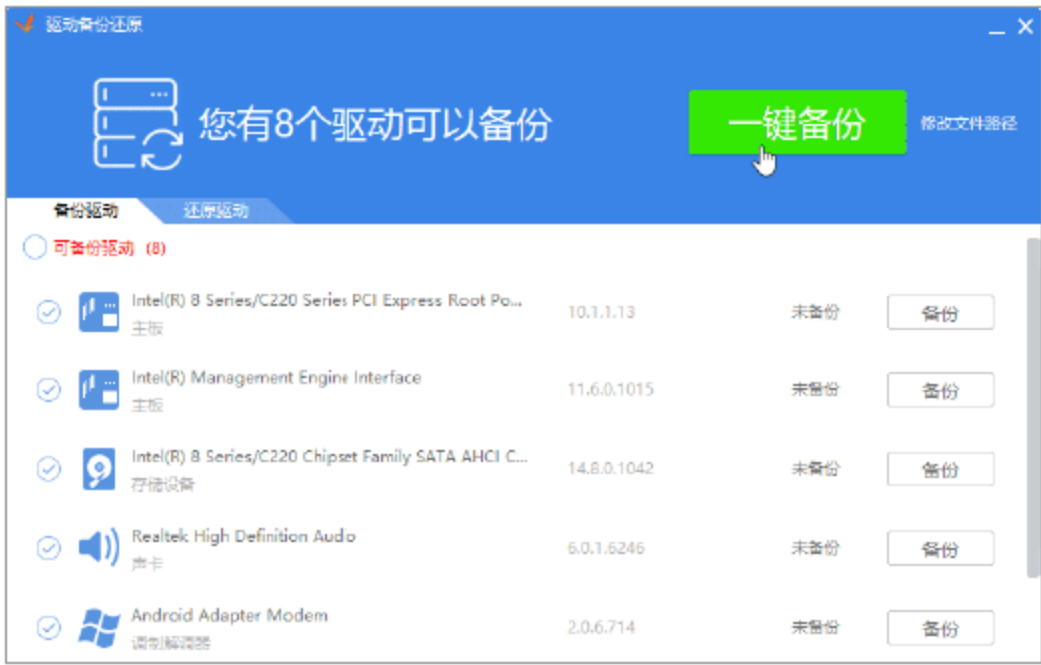 驱动备份还原
您有8个驱动可以备份
一键备份
修改文件路径
备份驱动
还原驱动
可备份驱动 (8)
Intel(R) 8 Series/C220 Series PCI Express Root Po...
主板
10.1.1.13
未备份
备份
Intel(R) Management Engine Interface
主板
11.6.0.1015
未备份
备份
Intel(R) 8 Series/C220 Chipset Family SATA AHCI C...
存储设备
14.8.0.1042
未备份
备份
Realtek High Definition Audio
声卡
6.0.1.6246
未备份
备份
Android Adapter Modem
调制解调器
2.0.6.714
未备份
备份